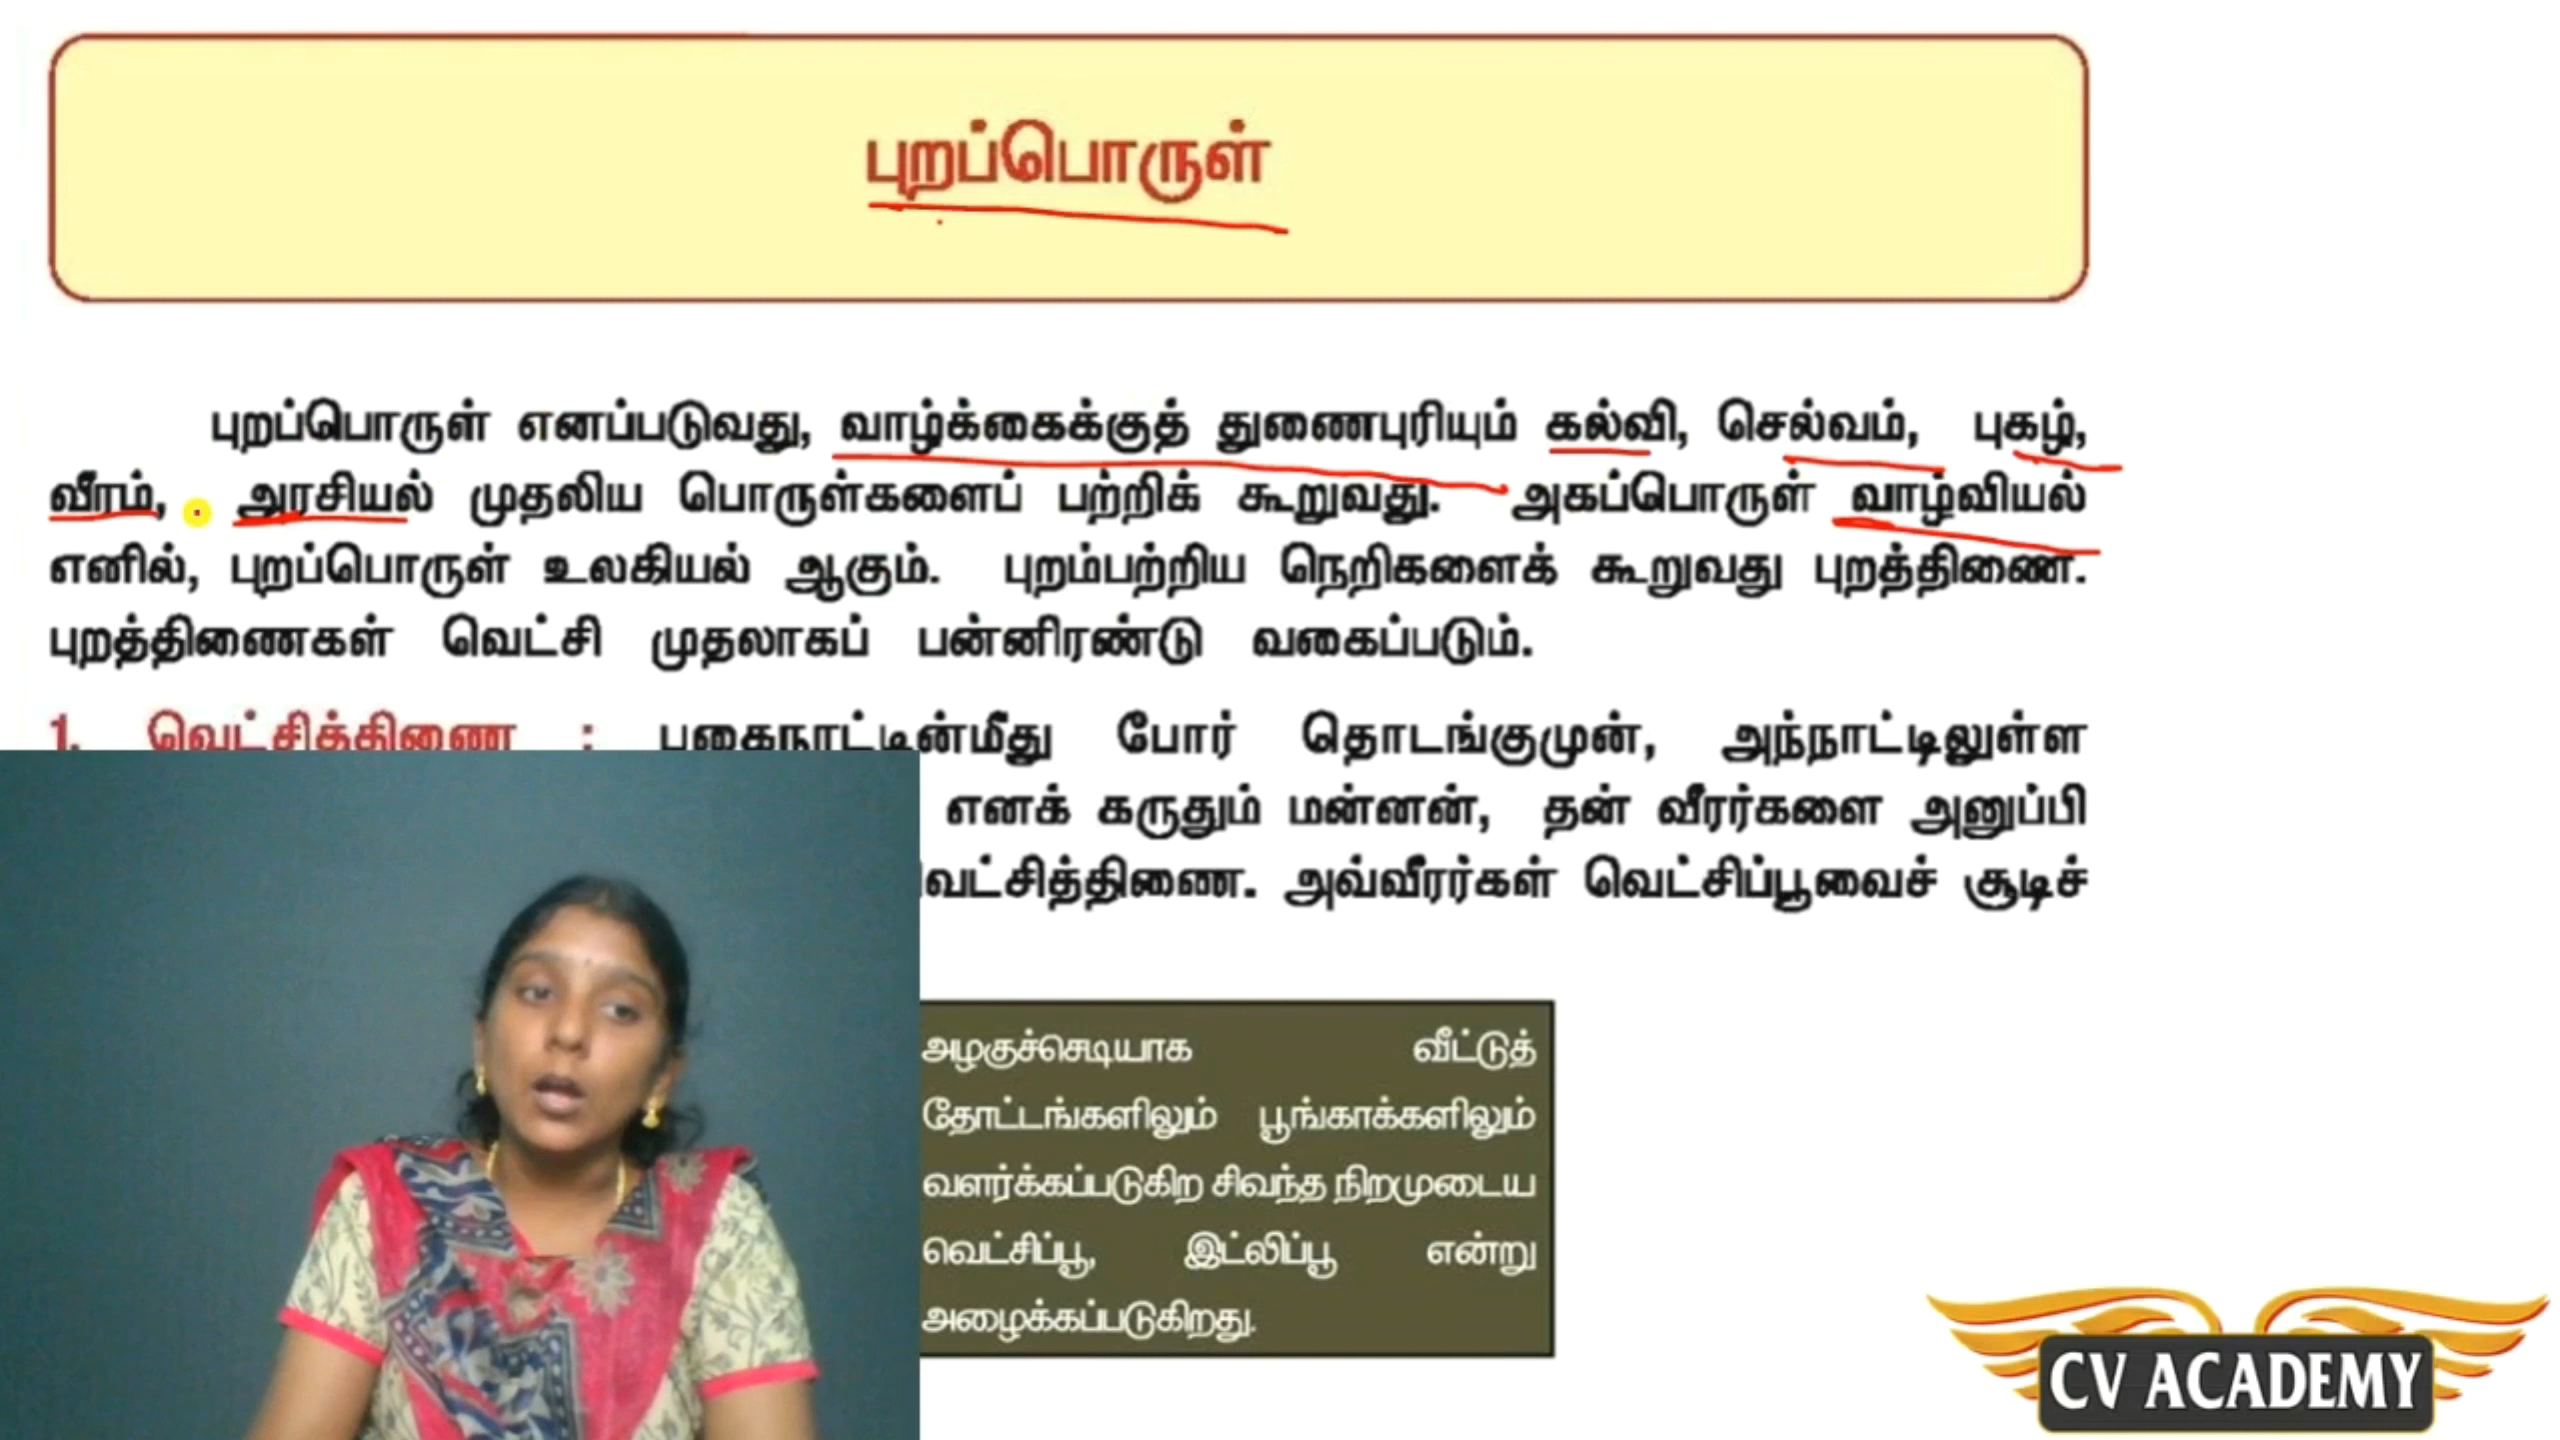 புறப்பொருள்
புறப்பொருள் எனப்படுவது, வாழ்க்கைக்குத் துணைபுரியும் கல்வி, செல்வம், புகழ்,
வீரம், அரசியல் முதலிய பொருள்களைப் பற்றிக் கூறுவது. அகப்பொருள் வாழ்வியல்
எனில், புறப்பொருள் உலகியல் ஆகும். புறம்பற்றிய நெறிகளைக் கூறுவது புறத்திணை.
புறத்திணைகள் வெட்சி முதலாகப் பன்னிரண்டு வகைப்படும்.
1. வெட்சித்திணை : பகைநாட்டின்மீது போர் தொடங்குமுன், அந்நாட்டிலுள்ள
எனக் கருதும் மன்னன், தன் வீரர்களை அனுப்பி
வெட்சித்திணை. அவ்வீரர்கள் வெட்சிப்பூவைச் சூடிச்
அழகுச்செடியாக வீட்டுத்
தோட்டங்களிலும் பூங்காக்களிலும்
வளர்க்கப்படுகிற சிவந்த நிறமுடைய
வெட்சிப்பூ, இட்லிப்பூ என்று
அழைக்கப்படுகிறது.
CV ACADEMY